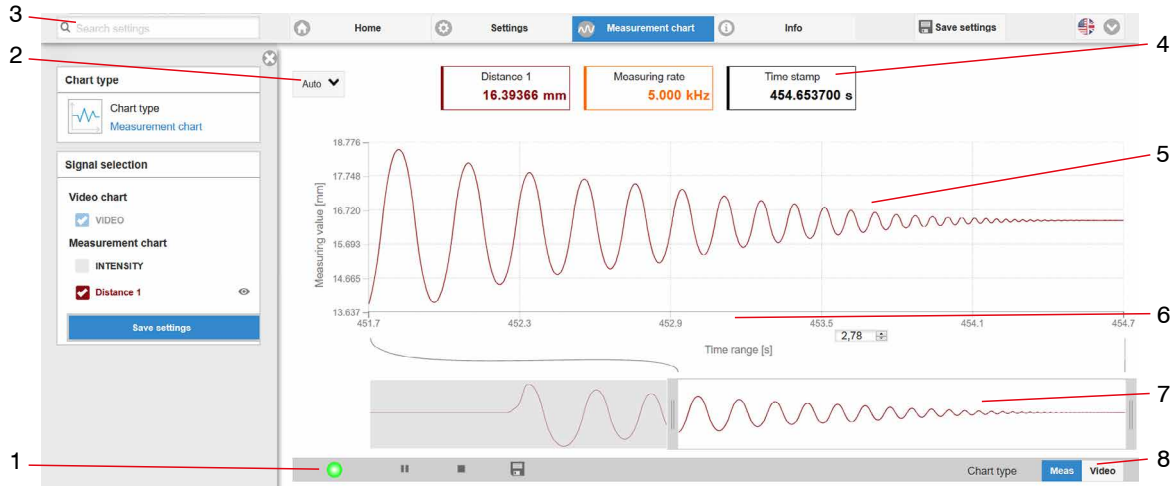 3
Search settings
Home
Settings
Measurement chart
Info
Save settings
2
4
Chart type
Chart type
Measurement chart
Auto
Distance 1
16.39366 mm
Measuring rate
5.000 kHz
Time stamp
454.653700 s
Signal selection
Video chart
VIDEO
Measurement chart
INTENSITY
Distance 1
Save settings
5
Measuring value [mm]
18.776
17.748
16.720
15.693
14.665
13.637
6
451.7
452.3
452.9
453.5
454.1
454.7
2,78
Time range [s]
7
1
Chart type
Meas
Video
8